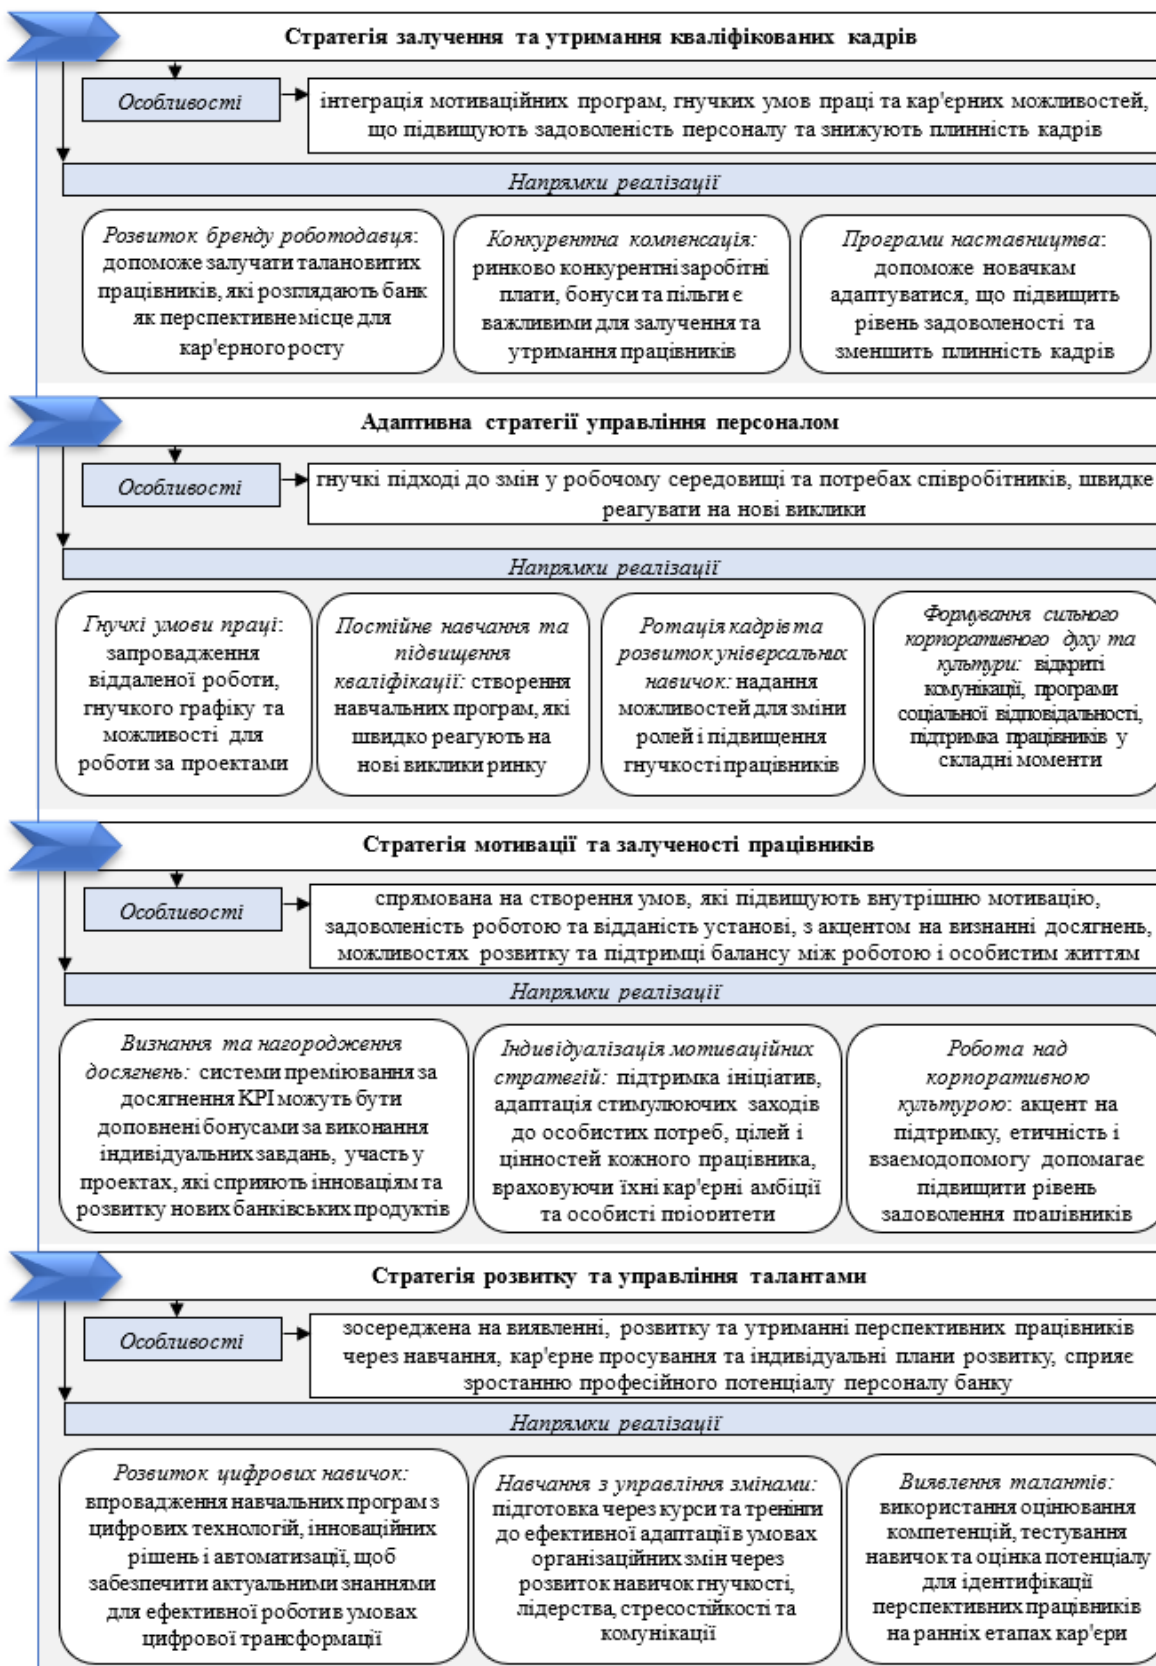 Стратегія залучення та утримання кваліфікованих кадрів
Особливості
інтеграція мотиваційних програм, гнучких умов праці та кар'єрних можливостей,
що підвищують задоволеність персоналу та знижують плинність кадрів
Напрямки реалізації
Розвиток бренду роботодавця:
допоможе залучати талановитих
працівників, які розглядають банк
як перспективне місце для
кар'єрного росту
Конкурентна компенсація:
ринково конкурентні заробітні
плати, бонуси та пільги є
важливими для залучення та
утримання працівників
Програми наставництва:
допоможе новачкам
адаптуватися, що підвищить
рівень задоволеності та
зменшить плинність кадрів
Адаптивна стратегії управління персоналом
Особливості
гнучкі підході до змін у робочому середовищі та потребах співробітників, швидке
реагувати на нові виклики
Напрямки реалізації
Гнучкі умови праці:
запровадження
віддаленої роботи,
гнучкого графіку та
можливості для
роботи за проектами
Постійне навчання та
підвищення
кваліфікації: створення
навчальних програм, які
швидко реагують на
нові виклики ринку
Ротація кадрів та
розвиток універсальних
навичок: надання
можливостей для зміни
ролей і підвищення
гнучкості працівників
Формування сильного
корпоративного духу та
культури: відкриті
комунікації, програми
соціальної відповідальності,
підтримка працівників у
складні моменти
Стратегія мотивації та залученості працівників
Особливості
спрямована на створення умов, які підвищують внутрішню мотивацію,
задоволеність роботою та відданість установі, з акцентом на визнанні досягнень,
можливостях розвитку та підтримці балансу між роботою і особистим життям
Напрямки реалізації
Визнання та нагородження
досягнень: системи преміювання за
досягнення KPI можуть бути
доповнені бонусами за виконання
індивідуальних завдань, участь у
проектах, які сприяють інноваціям та
розвитку нових банківських продуктів
Індивідуалізація мотиваційних
стратегій: підтримка ініціатив,
адаптація стимулюючих заходів
до особистих потреб, цілей і
цінностей кожного працівника,
враховуючи їхні кар'єрні амбіції
та особисті пріоритети
Робота над
корпоративною
культурою: акцент на
підтримку, етичність і
взаємодопомогу допомагає
підвищити рівень
задоволення працівників
Стратегія розвитку та управління талантами
Особливості
зосереджена на виявленні, розвитку та утриманні перспективних працівників
через навчання, кар'єрне просування та індивідуальні плани розвитку, сприяє
зростанню професійного потенціалу персоналу банку
Напрямки реалізації
Розвиток цифрових навичок:
впровадження навчальних програм з
цифрових технологій, інноваційних
рішень і автоматизації, щоб
забезпечити актуальними знаннями
для ефективної роботи в умовах
цифрової трансформації
Навчання з управління змінами:
підготовка через курси та тренінги
до ефективної адаптації в умовах
організаційних змін через
розвиток навичок гнучкості,
лідерства, стресостійкості та
комунікації
Виявлення талантів:
використання оцінювання
компетенцій, тестування
навичок та оцінка потенціалу
для ідентифікації
перспективних працівників
на ранніх етапах кар'єри